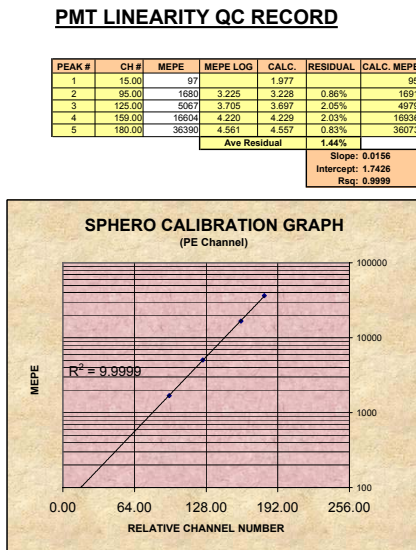 PMT LINEARITY QC RECORD
PEAK # CH # MEPE MEPE LOG CALC. RESIDUAL CALC. MEPE
1 15.00 97 1.977 95
2 95.00 1680 3.225 3.228 0.86% 1691
3 125.00 5067 3.705 3.697 2.05% 4979
4 159.00 16604 4.220 4.229 2.03% 16936
5 180.00 36390 4.561 4.557 0.83% 36073
Ave Residual 1.44%
Slope: 0.0156
Intercept: 1.7426
Rsq: 0.9999
SPHERO CALIBRATION GRAPH
(PE Channel)
100000
10000
R² = 9.9999
MEPE
1000
100
0.00 64.00 128.00 192.00 256.00
RELATIVE CHANNEL NUMBER